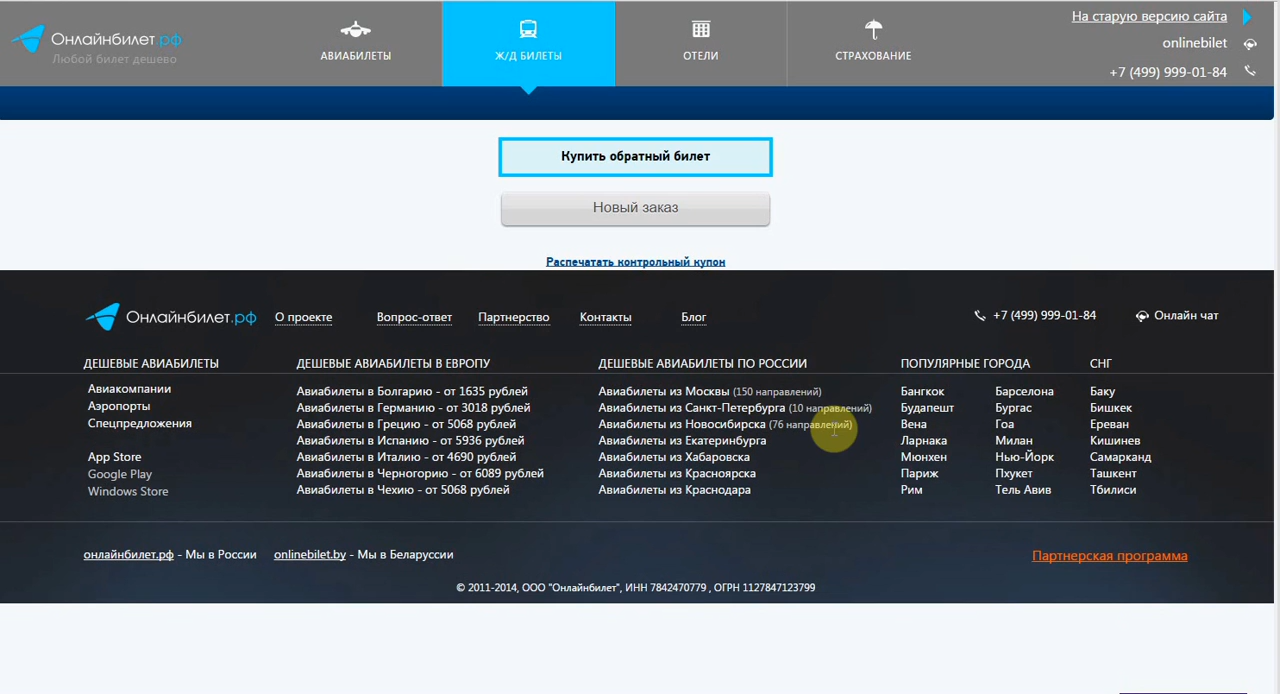 Онлайнбилет.рф
Любой билет дешево
АВИАБИЛЕТЫ
Ж/Д БИЛЕТЫ
ОТЕЛИ
СТРАХОВАНИЕ
На старую версию сайта
onlinebilet
+7 (499) 999-01-84
Купить обратный билет
Новый заказ
Распечатать контрольный купон
Онлайнбилет.рф
О проекте
Вопрос-ответ
Партнерство
Контакты
Блог
+7 (499) 999-01-84
Онлайн чат
ДЕШЕВЫЕ АВИАБИЛЕТЫ
Авиакомпании
Аэропорты
Спецпредложения
App Store
Google Play
Windows Store
ДЕШЕВЫЕ АВИАБИЛЕТЫ В ЕВРОПУ
Авиабилеты в Болгарию - от 1635 рублей
Авиабилеты в Германию - от 3018 рублей
Авиабилеты в Грецию - от 5068 рублей
Авиабилеты в Испанию - от 5936 рублей
Авиабилеты в Италию - от 4690 рублей
Авиабилеты в Черногорию - от 6089 рублей
Авиабилеты в Чехию - от 5068 рублей
ДЕШЕВЫЕ АВИАБИЛЕТЫ ПО РОССИИ
Авиабилеты из Москвы (150 направлений)
Авиабилеты из Санкт-Петербурга (10 направлений)
Авиабилеты из Новосибирска (76 направлений)
Авиабилеты из Екатеринбурга
Авиабилеты из Хабаровска
Авиабилеты из Красноярска
Авиабилеты из Краснодара
ПОПУЛЯРНЫЕ ГОРОДА
Бангкок Барселона
Будапешт Бургас
Вена Гоа
Ларнака Милан
Мюнхен Нью-Йорк
Париж Пхукет
Рим Тель Авив
СНГ
Баку
Бишкек
Ереван
Кишинев
Самарканд
Ташкент
Тбилиси
онлайнбилет.рф - Мы в России
onlinebilet.by - Мы в Беларуссии
Партнерская программа
© 2011-2014, ООО "Онлайнбилет", ИНН 7842470779 , ОГРН 1127847123799